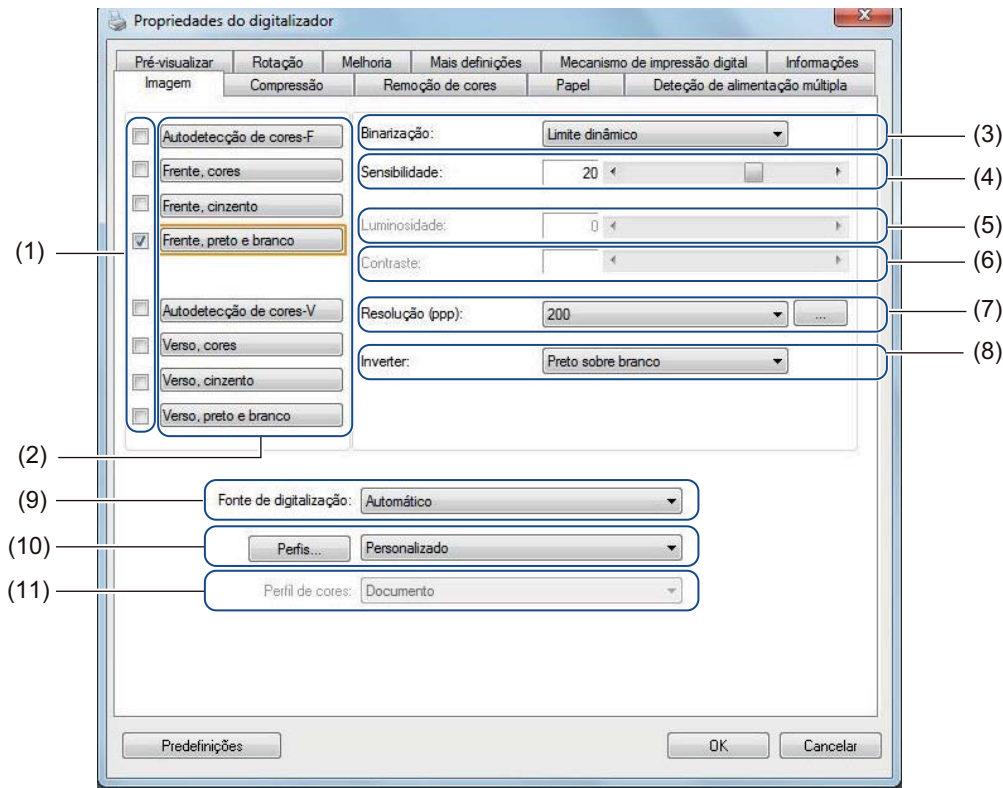 Propriedades do digitalizador
Pré-visualizar Rotação Melhoria Mais definições Mecanismo de impressão digital Informações
Imagem Compressão Remoção de cores Papel Deteção de alimentação múltipla
Autodetecção de cores-F
Frente, cores
Frente, cinzento
Frente, preto e branco
Autodetecção de cores-V
Verso, cores
Verso, cinzento
Verso, preto e branco
(1)
(2)
Binarização: Limite dinâmico (3)
Sensibilidade: 20 (4)
Luminosidade: 0 (5)
Contraste: (6)
Resolução (ppp): 200 ... (7)
Inverter: Preto sobre branco (8)
(9) Fonte de digitalização: Automático
(10) Perfis... Personalizado
(11) Perfil de cores: Documento
Predefinições OK Cancelar